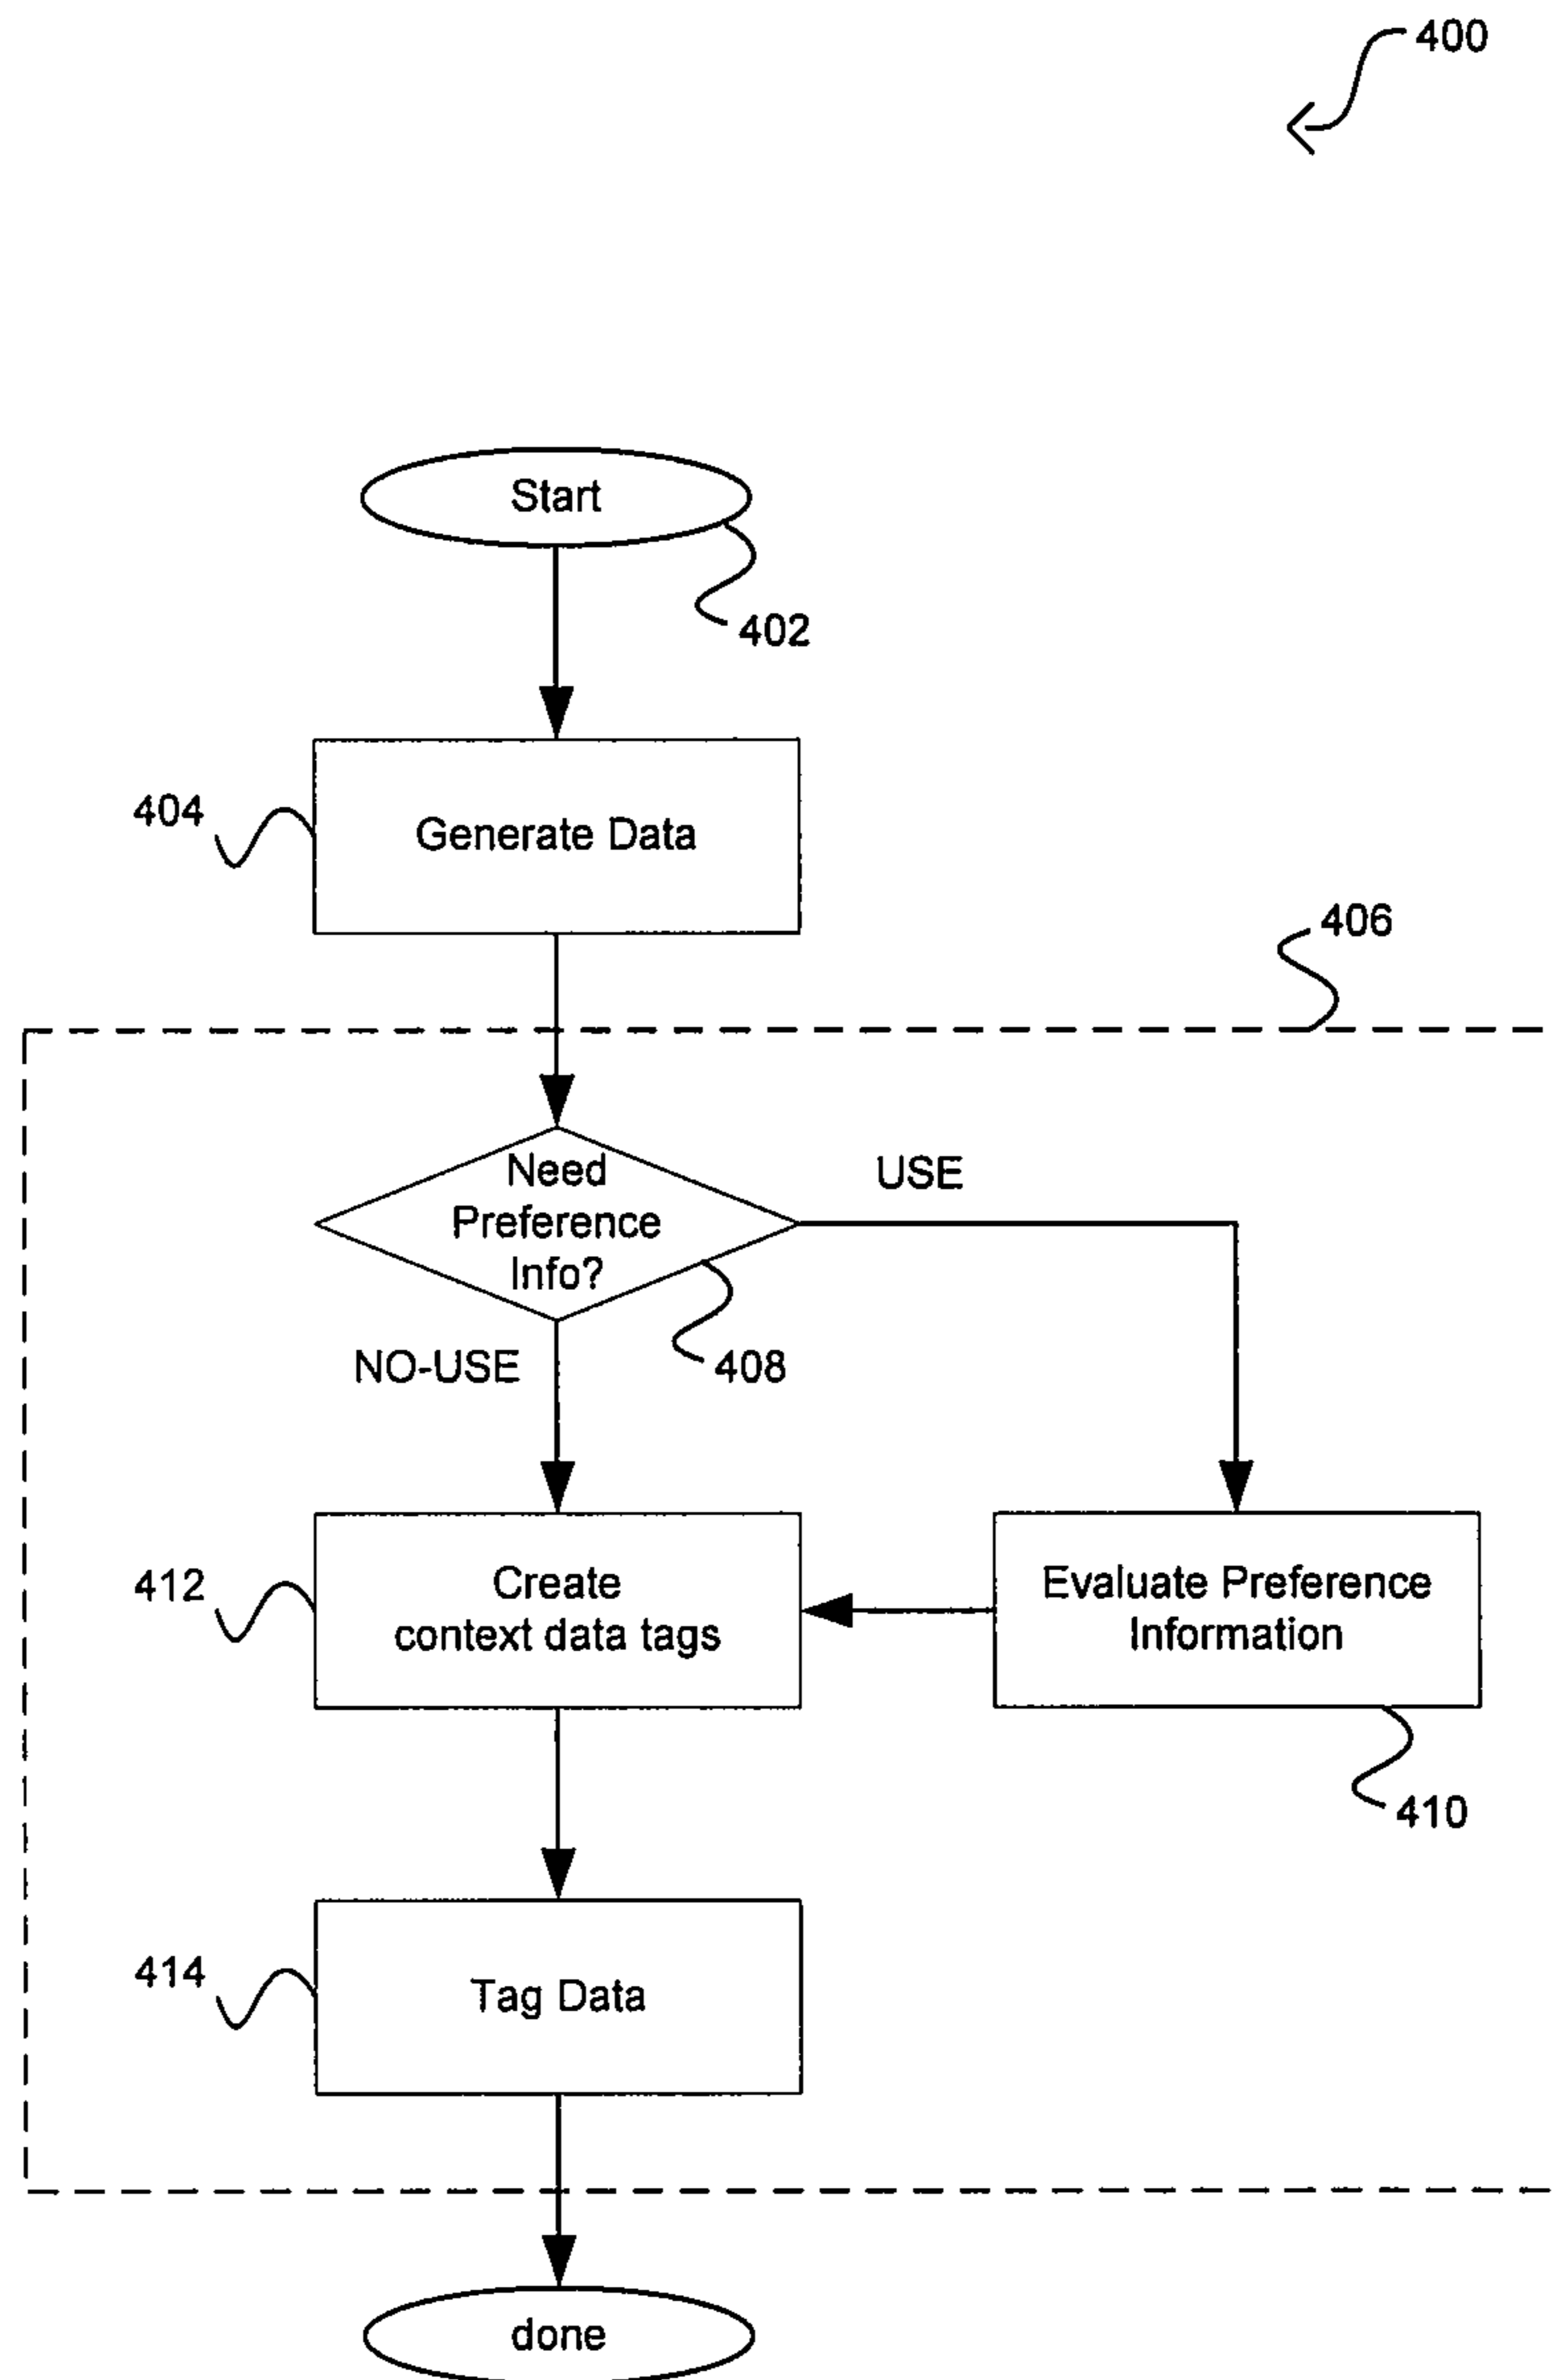 400
Start
402
404
Generate Data
406
Need
Preference
Info?
USE
NO-USE
408
412
Create
context data tags
Evaluate Preference
Information
410
414
Tag Data
done